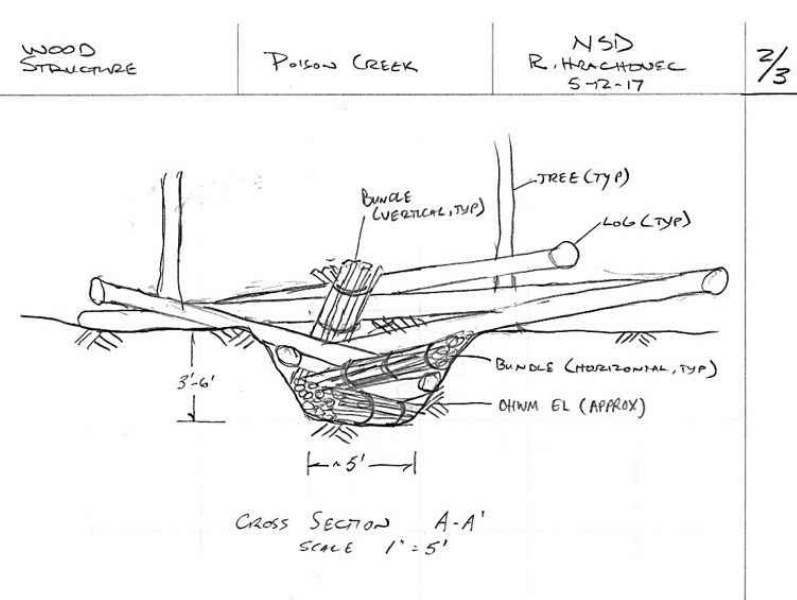 WOOD
STRUCTURE
POISON CREEK
NSD
R. HRACHOVEC
5-12-17
2/3
BUNDLE
(VERTICAL, TYP)
TREE (TYP)
LOG (TYP)
3'-6'
BUNDLE (HORIZONTAL, TYP)
OHWM EL (APPROX)
~5'
CROSS SECTION A-A'
SCALE 1' = 5'